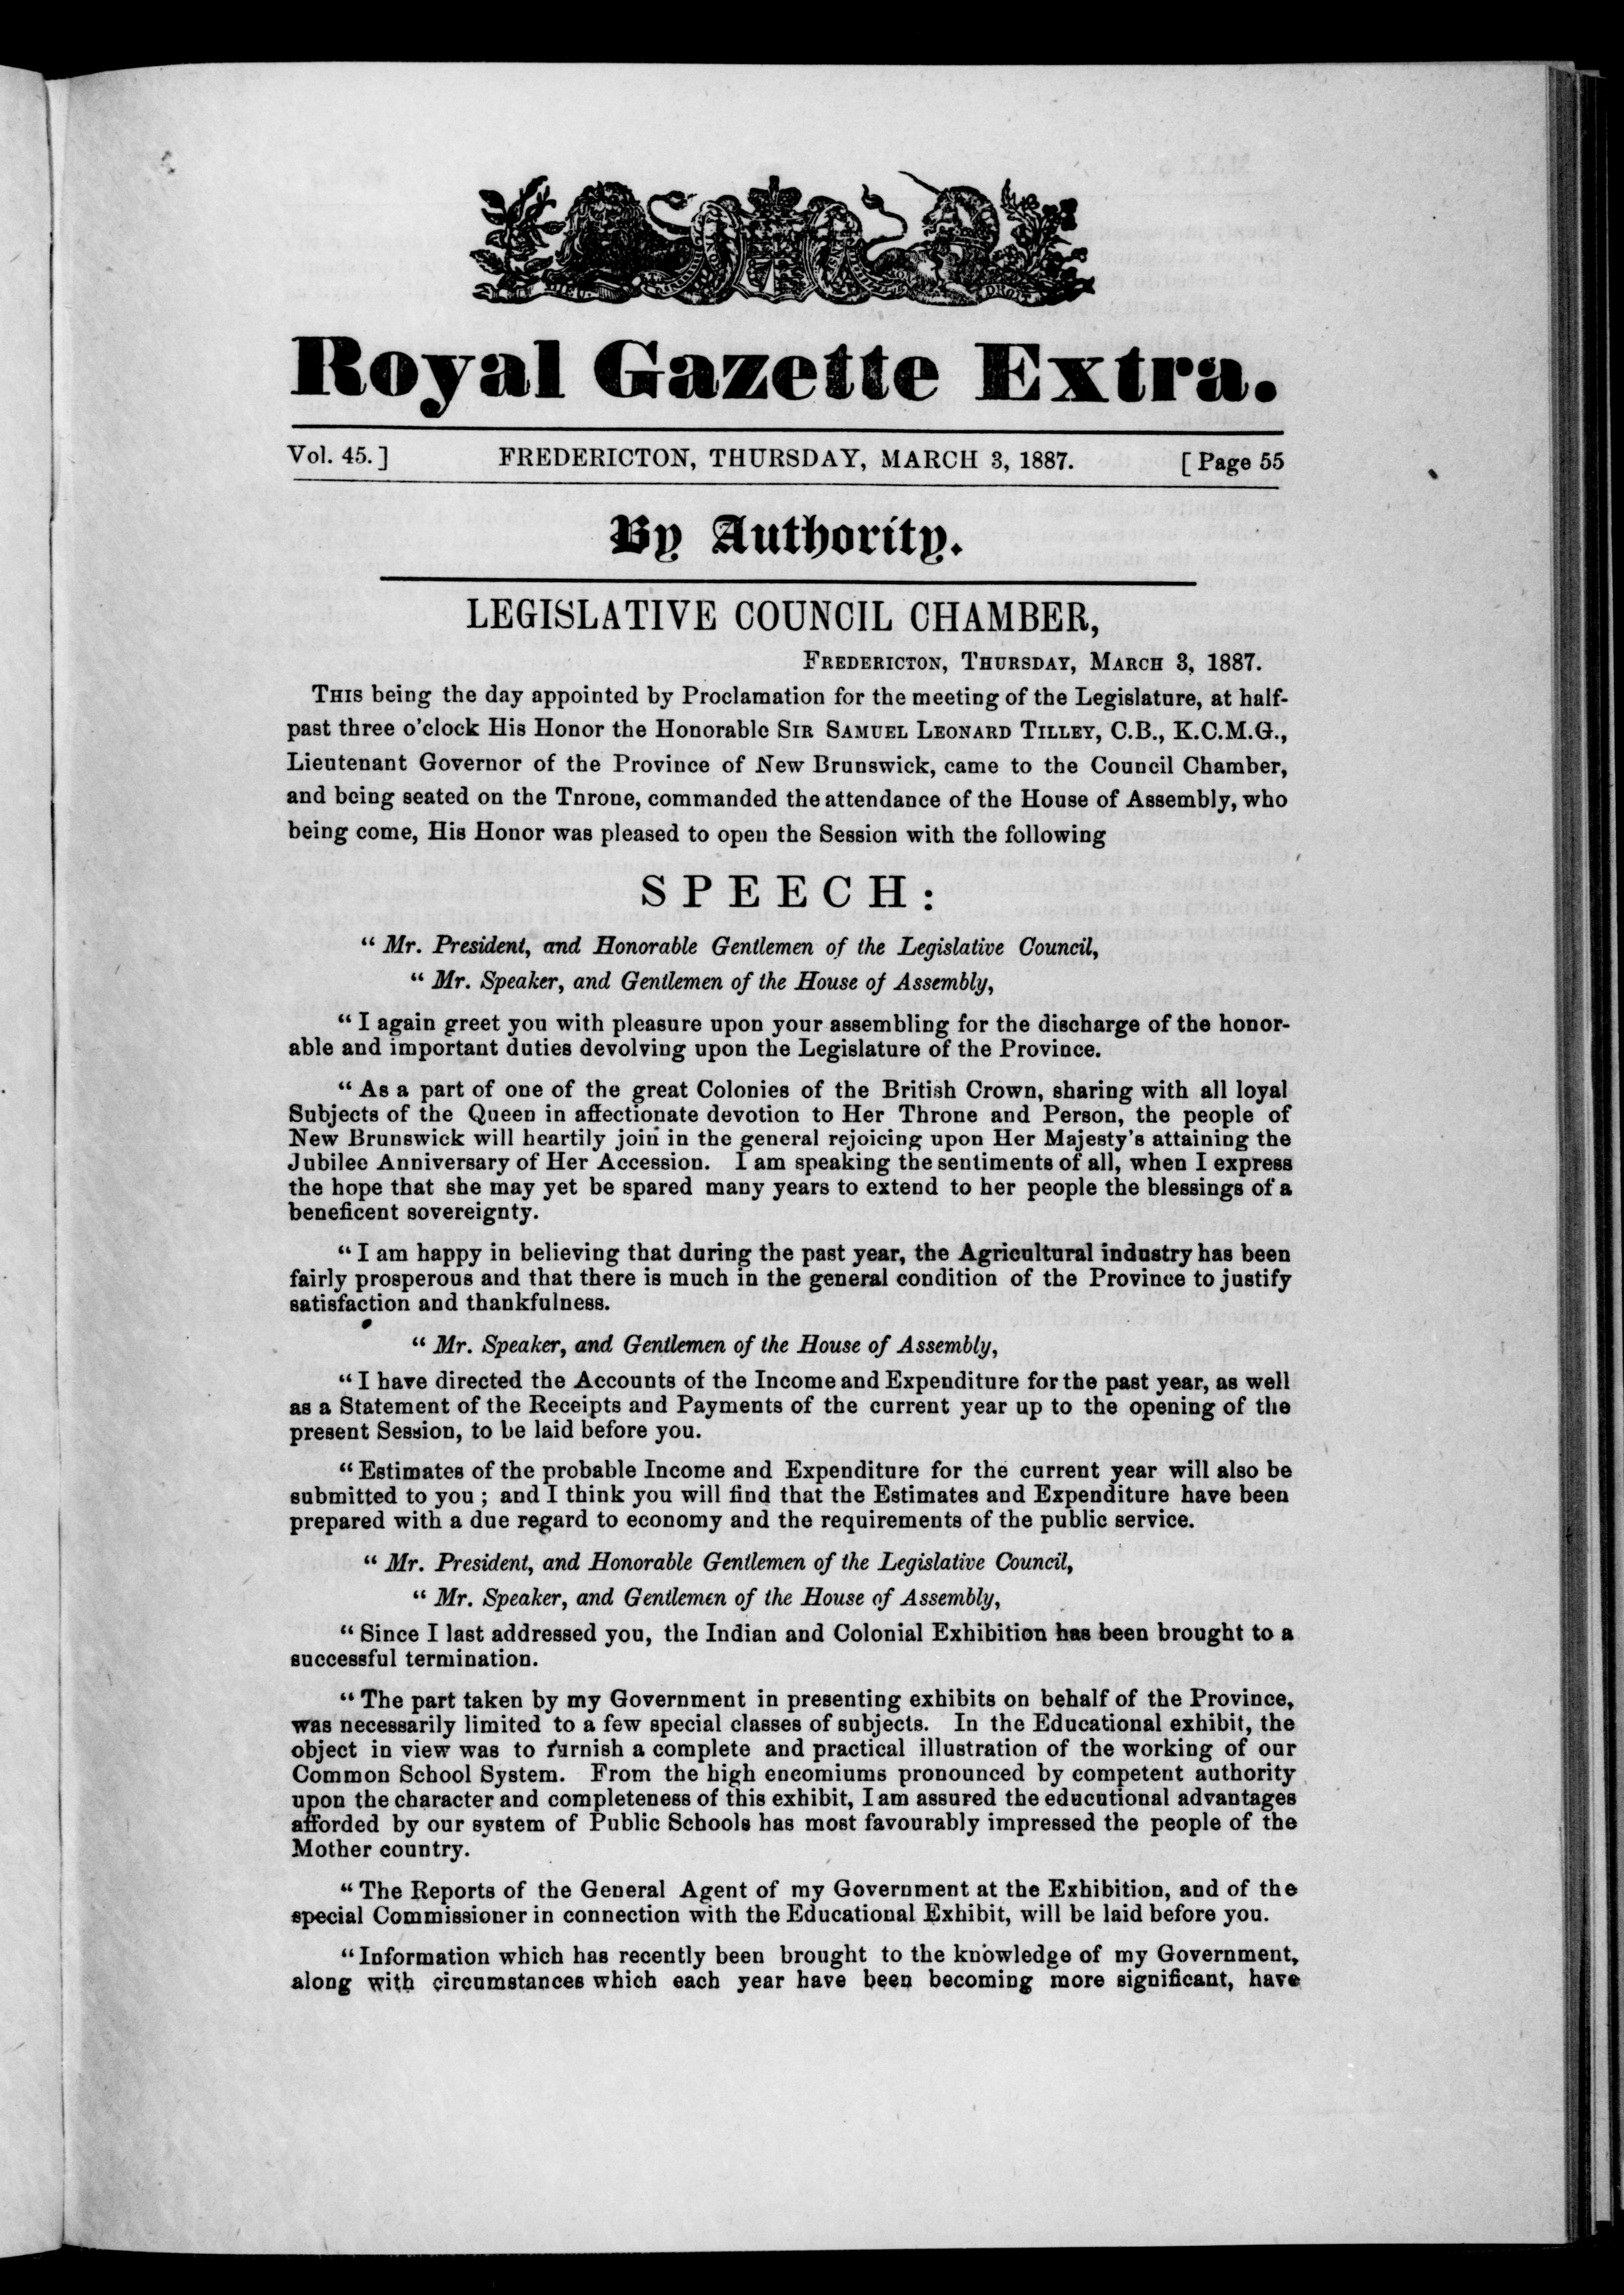 Royal Gazette Extra.
Vol. 45.] FREDERICTON, THURSDAY, MARCH 3, 1887. [Page 55
By Authority.
LEGISLATIVE COUNCIL CHAMBER,
FREDERICTON, THURSDAY, MARCH 3, 1887.
THIS being the day appointed by Proclamation for the meeting of the Legislature, at half-
past three o'clock His Honor the Honorable SIR SAMUEL LEONARD TILLEY, C.B., K.C.M.G.,
Lieutenant Governor of the Province of New Brunswick, came to the Council Chamber,
and being seated on the Tnrone, commanded the attendance of the House of Assembly, who
being come, His Honor was pleased to open the Session with the following
SPEECH:
"Mr. President, and Honorable Gentlemen of the Legislative Council,
"Mr. Speaker, and Gentlemen of the House of Assembly,
"I again greet you with pleasure upon your assembling for the discharge of the honor-
able and important duties devolving upon the Legislature of the Province.
"As a part of one of the great Colonies of the British Crown, sharing with all loyal
Subjects of the Queen in affectionate devotion to Her Throne and Person, the people of
New Brunswick will heartily join in the general rejoicing upon Her Majesty's attaining the
Jubilee Anniversary of Her Accession. I am speaking the sentiments of all, when I express
the hope that she may yet be spared many years to extend to her people the blessings of a
beneficent sovereignty.
"I am happy in believing that during the past year, the Agricultural industry has been
fairly prosperous and that there is much in the general condition of the Province to justify
satisfaction and thankfulness.
"Mr. Speaker, and Gentlemen of the House of Assembly,
"I have directed the Accounts of the Income and Expenditure for the past year, as well
as a Statement of the Receipts and Payments of the current year up to the opening of the
present Session, to be laid before you.
"Estimates of the probable Income and Expenditure for the current year will also be
submitted to you ; and I think you will find that the Estimates and Expenditure have been
prepared with a due regard to economy and the requirements of the public service.
"Mr. President, and Honorable Gentlemen of the Legislative Council,
"Mr. Speaker, and Gentlemen of the House of Assembly,
"Since I last addressed you, the Indian and Colonial Exhibition has been brought to a
successful termination.
"The part taken by my Government in presenting exhibits on behalf of the Province,
was necessarily limited to a few special classes of subjects. In the Educational exhibit, the
object in view was to furnish a complete and practical illustration of the working of our
Common School System. From the high encomiums pronounced by competent authority
upon the character and completeness of this exhibit, I am assured the educutional advantages
afforded by our system of Public Schools has most favourably impressed the people of the
Mother country.
"The Reports of the General Agent of my Government at the Exhibition, and of the
special Commissioner in connection with the Educational Exhibit, will be laid before you.
"Information which has recently been brought to the knowledge of my Government,
along with circumstances which each year have been becoming more significant, have